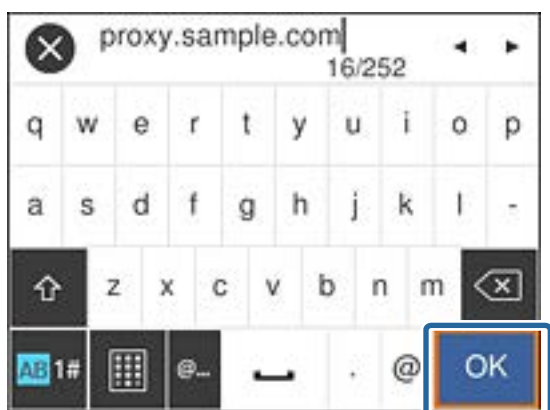 proxy.sample.com
16/252
q w e r t y u i o p
a s d f g h j k l -
z x c v b n m
AB 1# @... . @ OK